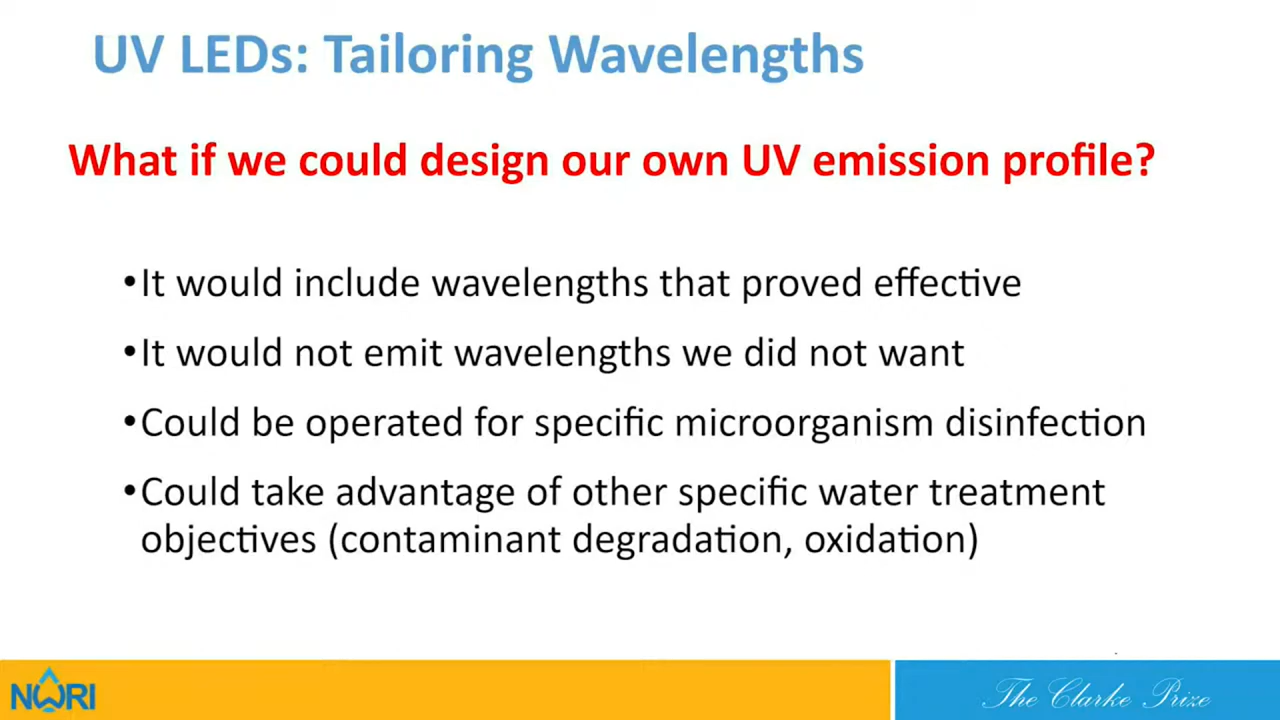 UV LEDs: Tailoring Wavelengths
What if we could design our own UV emission profile?
•It would include wavelengths that proved effective
•It would not emit wavelengths we did not want
•Could be operated for specific microorganism disinfection
•Could take advantage of other specific water treatment
objectives (contaminant degradation, oxidation)
NWRI
The Clarke Prize